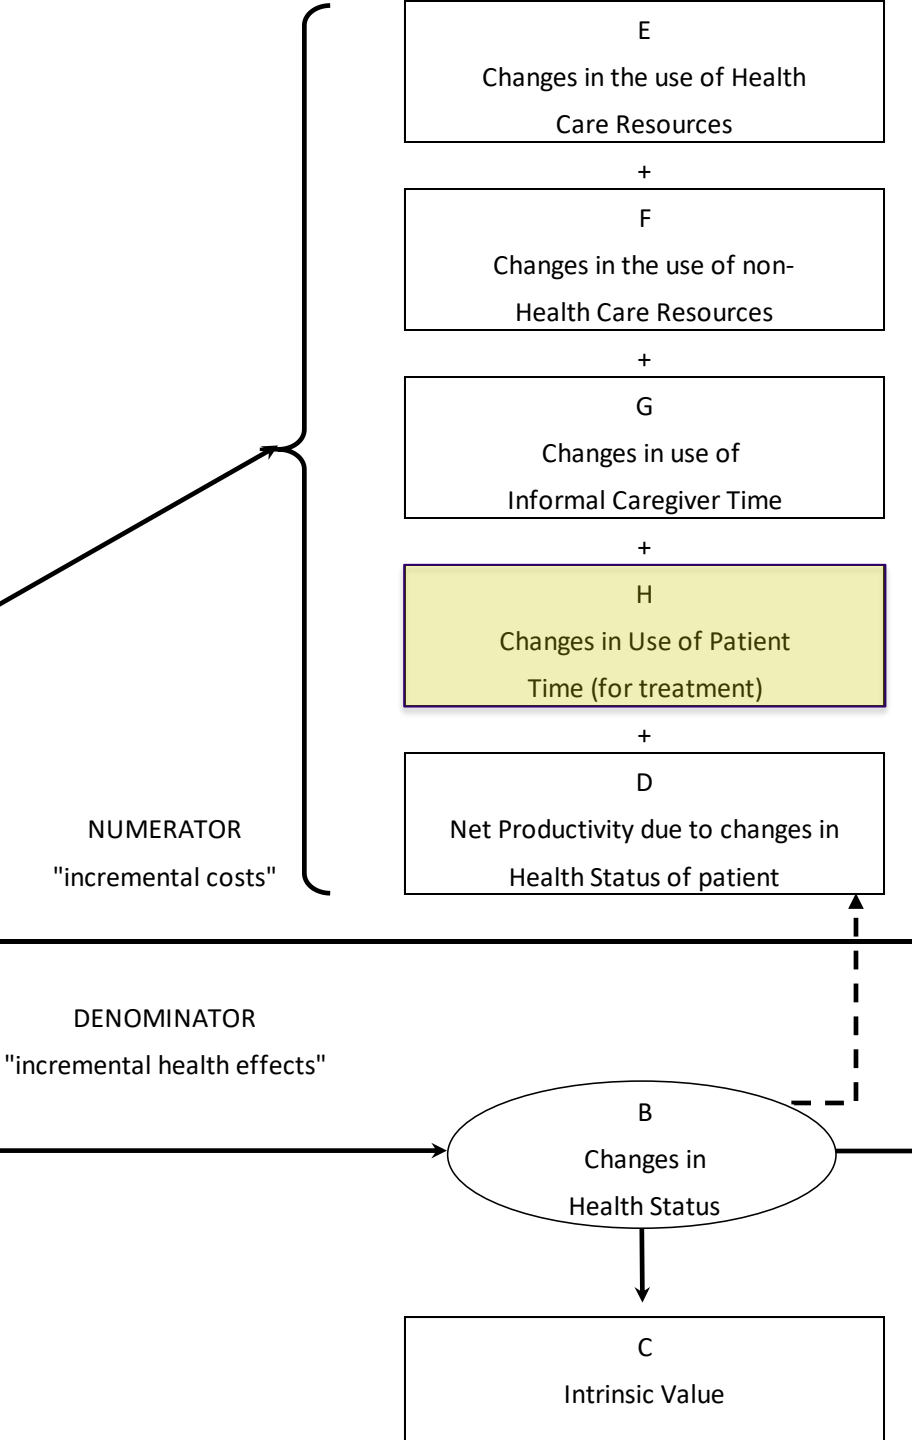 E
Changes in the use of Health
Care Resources
+
F
Changes in the use of non-
Health Care Resources
+
G
Changes in use of
Informal Caregiver Time
+
H
Changes in Use of Patient
Time (for treatment)
+
D
Net Productivity due to changes in
Health Status of patient
NUMERATOR
"incremental costs"
DENOMINATOR
"incremental health effects"
B
Changes in
Health Status
C
Intrinsic Value